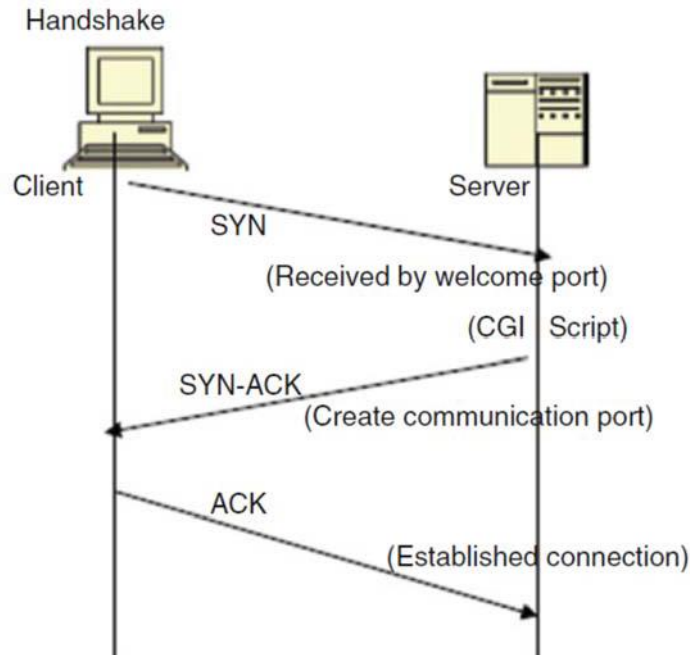 Handshake
Client
Server
SYN
(Received by welcome port)
(CGI Script)
SYN-ACK
(Create communication port)
ACK
(Established connection)